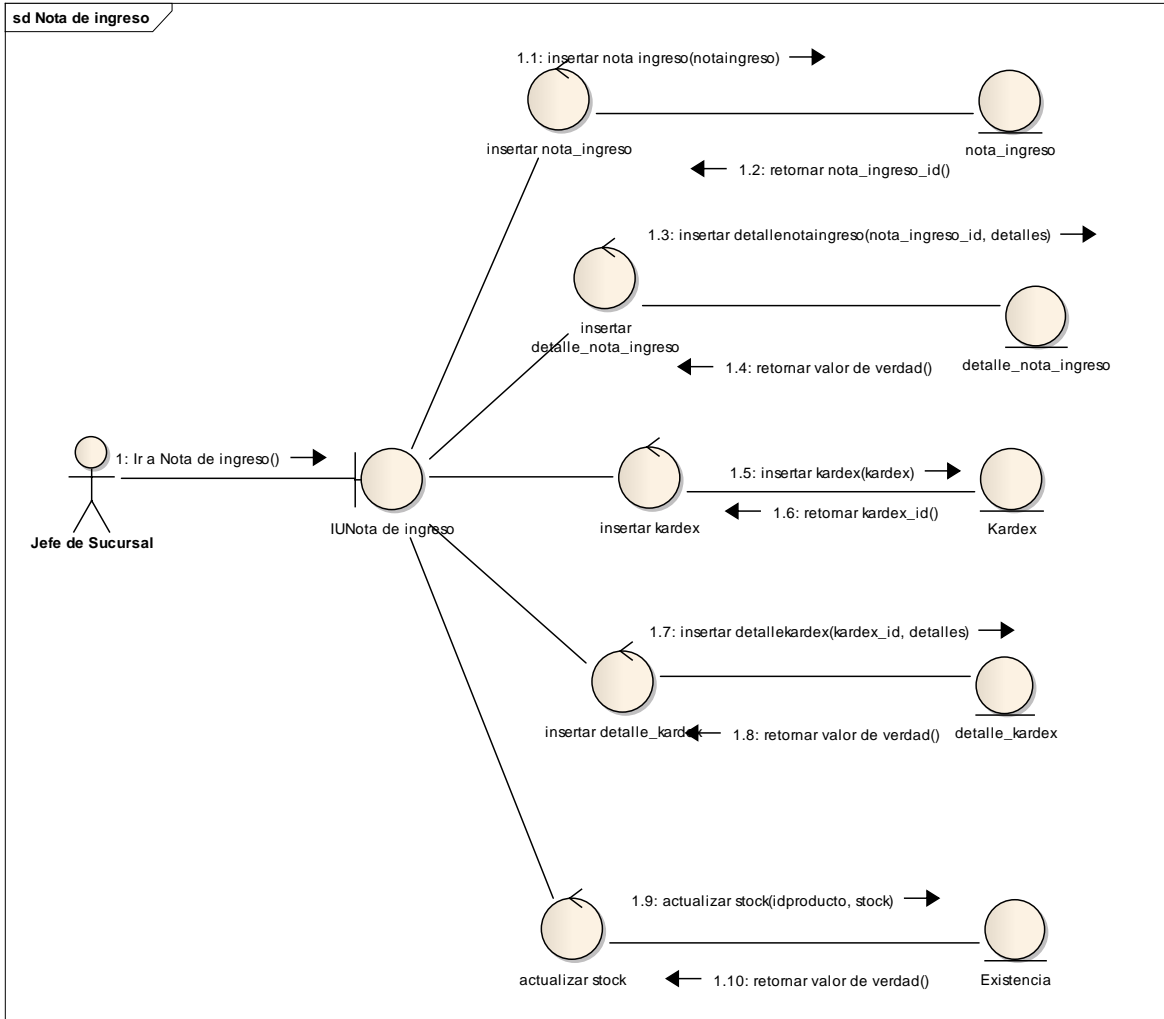 sd Nota de ingreso
1.1: insertar nota ingreso(notaingreso)
insertar nota_ingreso
nota_ingreso
1.2: retornar nota_ingreso_id()
1.3: insertar detallenotaingreso(nota_ingreso_id, detalles)
insertar
detalle_nota_ingreso
detalle_nota_ingreso
1.4: retornar valor de verdad()
1: Ir a Nota de ingreso()
Jefe de Sucursal
IUNota de ingreso
1.5: insertar kardex(kardex)
1.6: retornar kardex_id()
insertar kardex
Kardex
1.7: insertar detallekardex(kardex_id, detalles)
insertar detalle_kardex
1.8: retornar valor de verdad()
detalle_kardex
1.9: actualizar stock(idproducto, stock)
actualizar stock
1.10: retornar valor de verdad()
Existencia